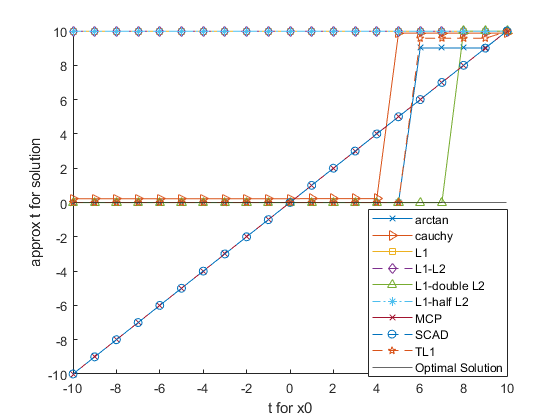 10
8
6
4
2
0
-2
-4
-6
-8
-10
approx t for solution
-10 -8 -6 -4 -2 0 2 4 6 8 10
t for x0
arctan
cauchy
L1
L1-L2
L1-double L2
L1-half L2
MCP
SCAD
TL1
Optimal Solution